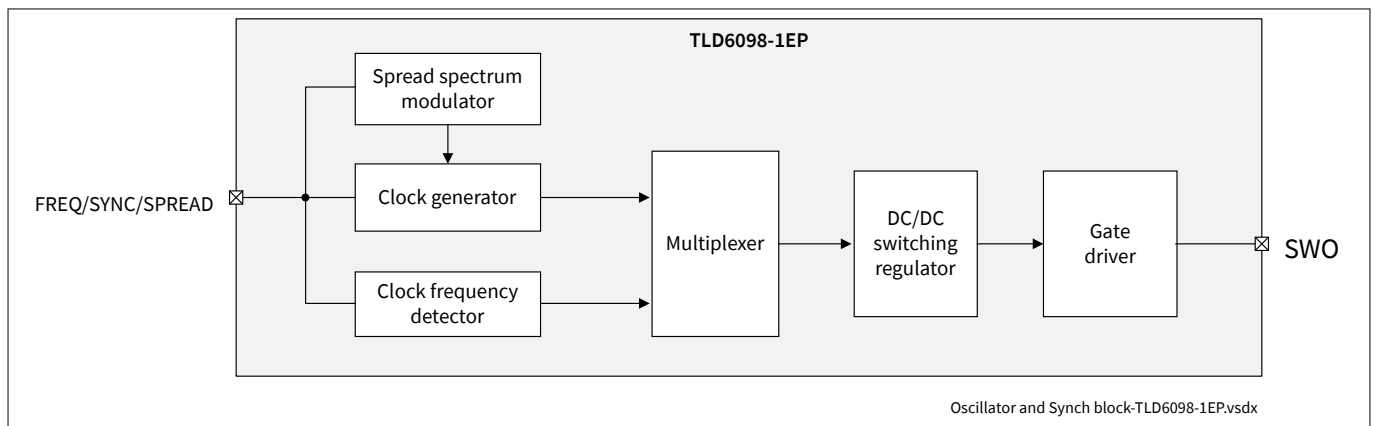 TLD6098-1EP
Spread spectrum
modulator
FREQ/SYNC/SPREAD
Clock generator
Clock frequency
detector
Multiplexer
DC/DC
switching
regulator
Gate
driver
SWO
Oscillator and Synch block-TLD6098-1EP.vsdx